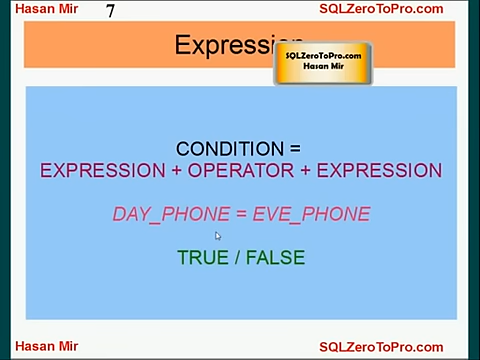 Hasan Mir 7 SQLZeroToPro.com
Expression
SQLZeroToPro.com
Hasan Mir
CONDITION =
EXPRESSION + OPERATOR + EXPRESSION
DAY_PHONE = EVE_PHONE
TRUE / FALSE
Hasan Mir SQLZeroToPro.com